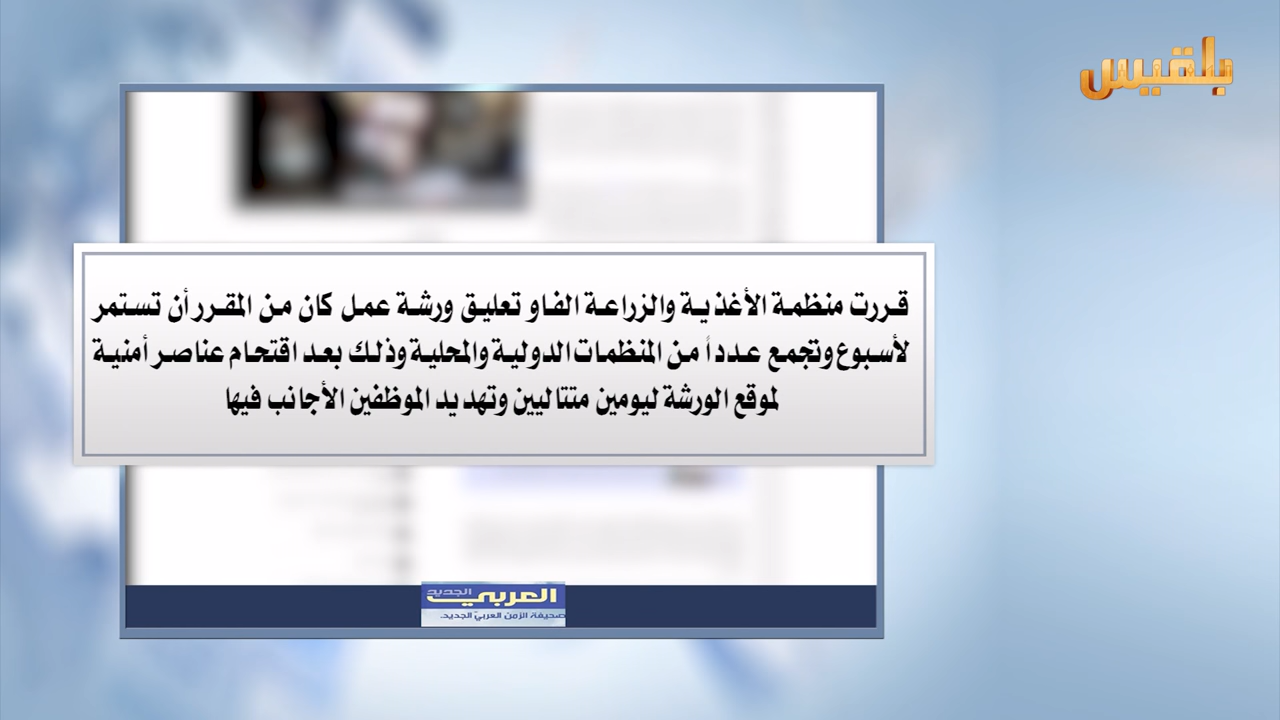 بلقيس
قررت منظمة الأغذية والزراعة الفاو تعليق ورشة عمل كان من المقرر أن تستمر
لأسبوع وتجمع عدداً من المنظمات الدولية والمحلية وذلك بعد اقتحام عناصر أمنية
لموقع الورشة ليومين متتاليين وتهديد الموظفين الأجانب فيها
العربي الجديد
صحيفة الزمن العربيّ الجديد.